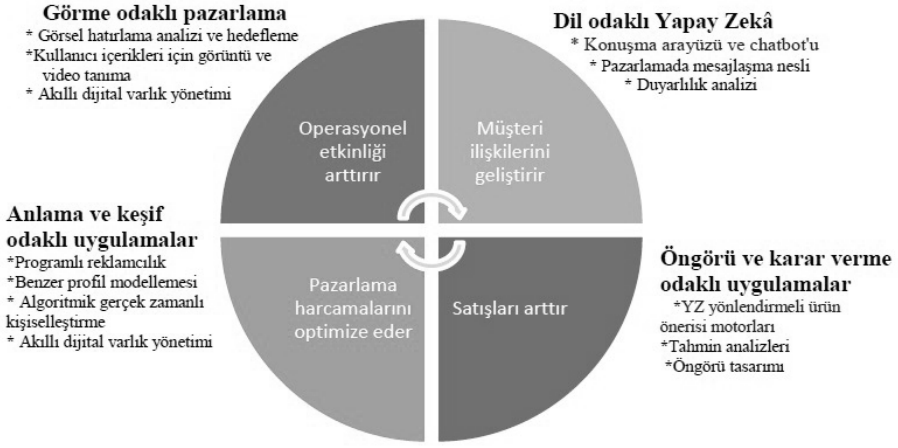 Görme odaklı pazarlama
* Görsel hatırlama analizi ve hedefleme
*Kullanıcı içerikleri için görüntü ve
video tanıma
* Akıllı dijital varlık yönetimi
Dil odaklı Yapay Zekâ
* Konuşma arayüzü ve chatbot'u
* Pazarlamada mesajlaşma nesli
* Duyarlılık analizi
Operasyonel
etkinliği
arttırır
Müşteri
ilişkilerini
geliştirir
Anlama ve keşif
odaklı uygulamalar
*Programlı reklamcılık
*Benzer profil modellemesi
* Algoritmik gerçek zamanlı
kişiselleştirme
* Akıllı dijital varlık yönetimi
Pazarlama
harcamalarını
optimize eder
Satışları arttır
Öngörü ve karar verme
odaklı uygulamalar
*YZ yönlendirmeli ürün
önerisi motorları
*Tahmin analizleri
*Öngörü tasarımı